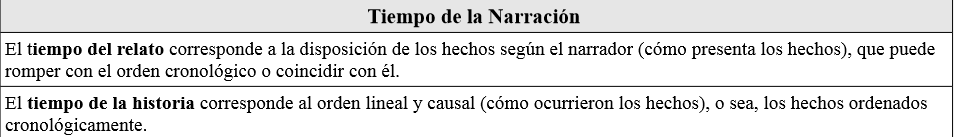 Tiempo de la Narración
El tiempo del relato corresponde a la disposición de los hechos según el narrador (cómo presenta los hechos), que puede
romper con el orden cronológico o coincidir con él.
El tiempo de la historia corresponde al orden lineal y causal (cómo ocurrieron los hechos), o sea, los hechos ordenados
cronológicamente.